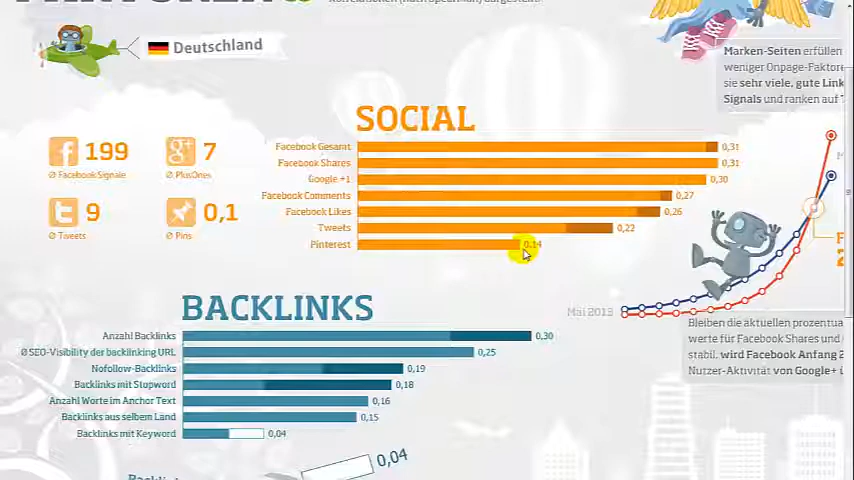 Deutschland
Marken-Seiten erfüllen
weniger Onpage-Faktore
sie sehr viele, gute Link
Signals und ranken auf
SOCIAL
199
Ø Facebook Signale
7
Ø PlusOnes
9
Ø Tweets
0,1
Ø Pins
Facebook Gesamt 0,31
Facebook Shares 0,31
Google +1 0,30
Facebook Comments 0,27
Facebook Likes 0,26
Tweets 0,22
Pinterest 0,14
BACKLINKS
Anzahl Backlinks 0,30
Ø SEO-Visibility der backlinking URL 0,25
Nofollow-Backlinks 0,19
Backlinks mit Stopword 0,18
Anzahl Worte im Anchor Text 0,16
Backlinks aus selbem Land 0,15
Backlinks mit Keyword 0,04
0,04
Mai 2013
Bleiben die aktuellen prozentua
werte für Facebook Shares und
stabil, wird Facebook Anfang 2
Nutzer-Aktivität von Google+